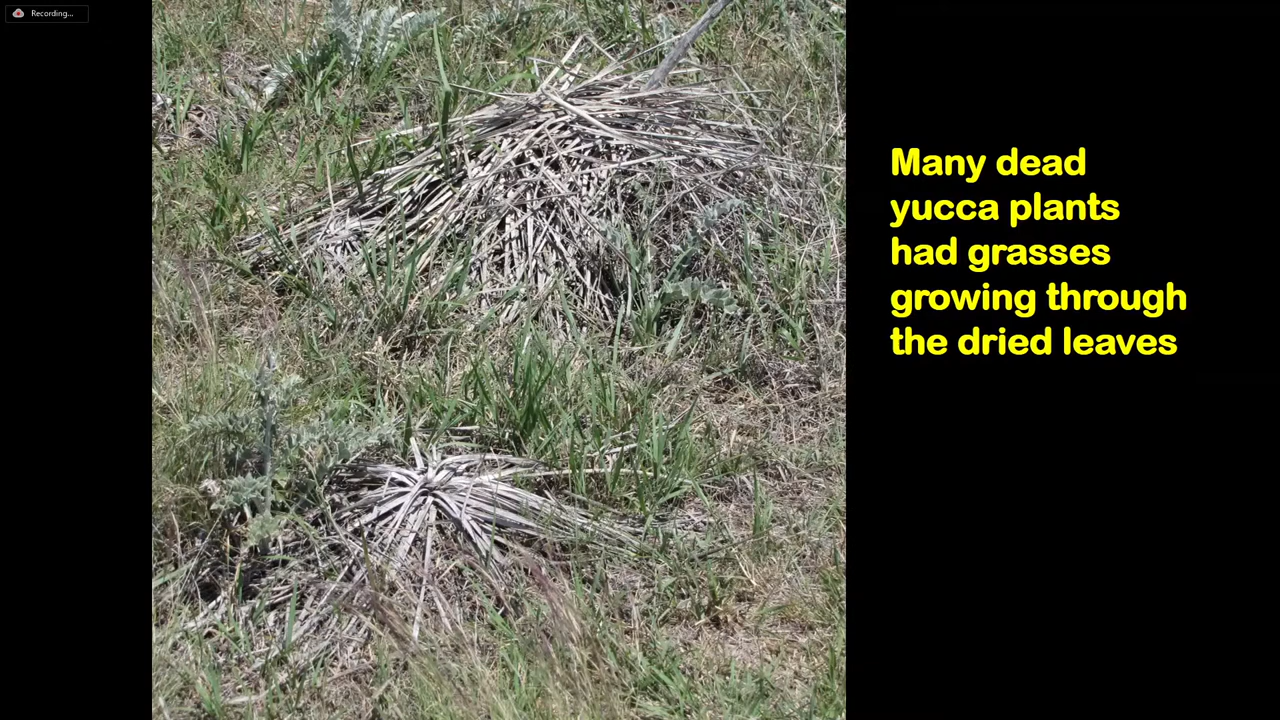 Recording...
Many dead
yucca plants
had grasses
growing through
the dried leaves